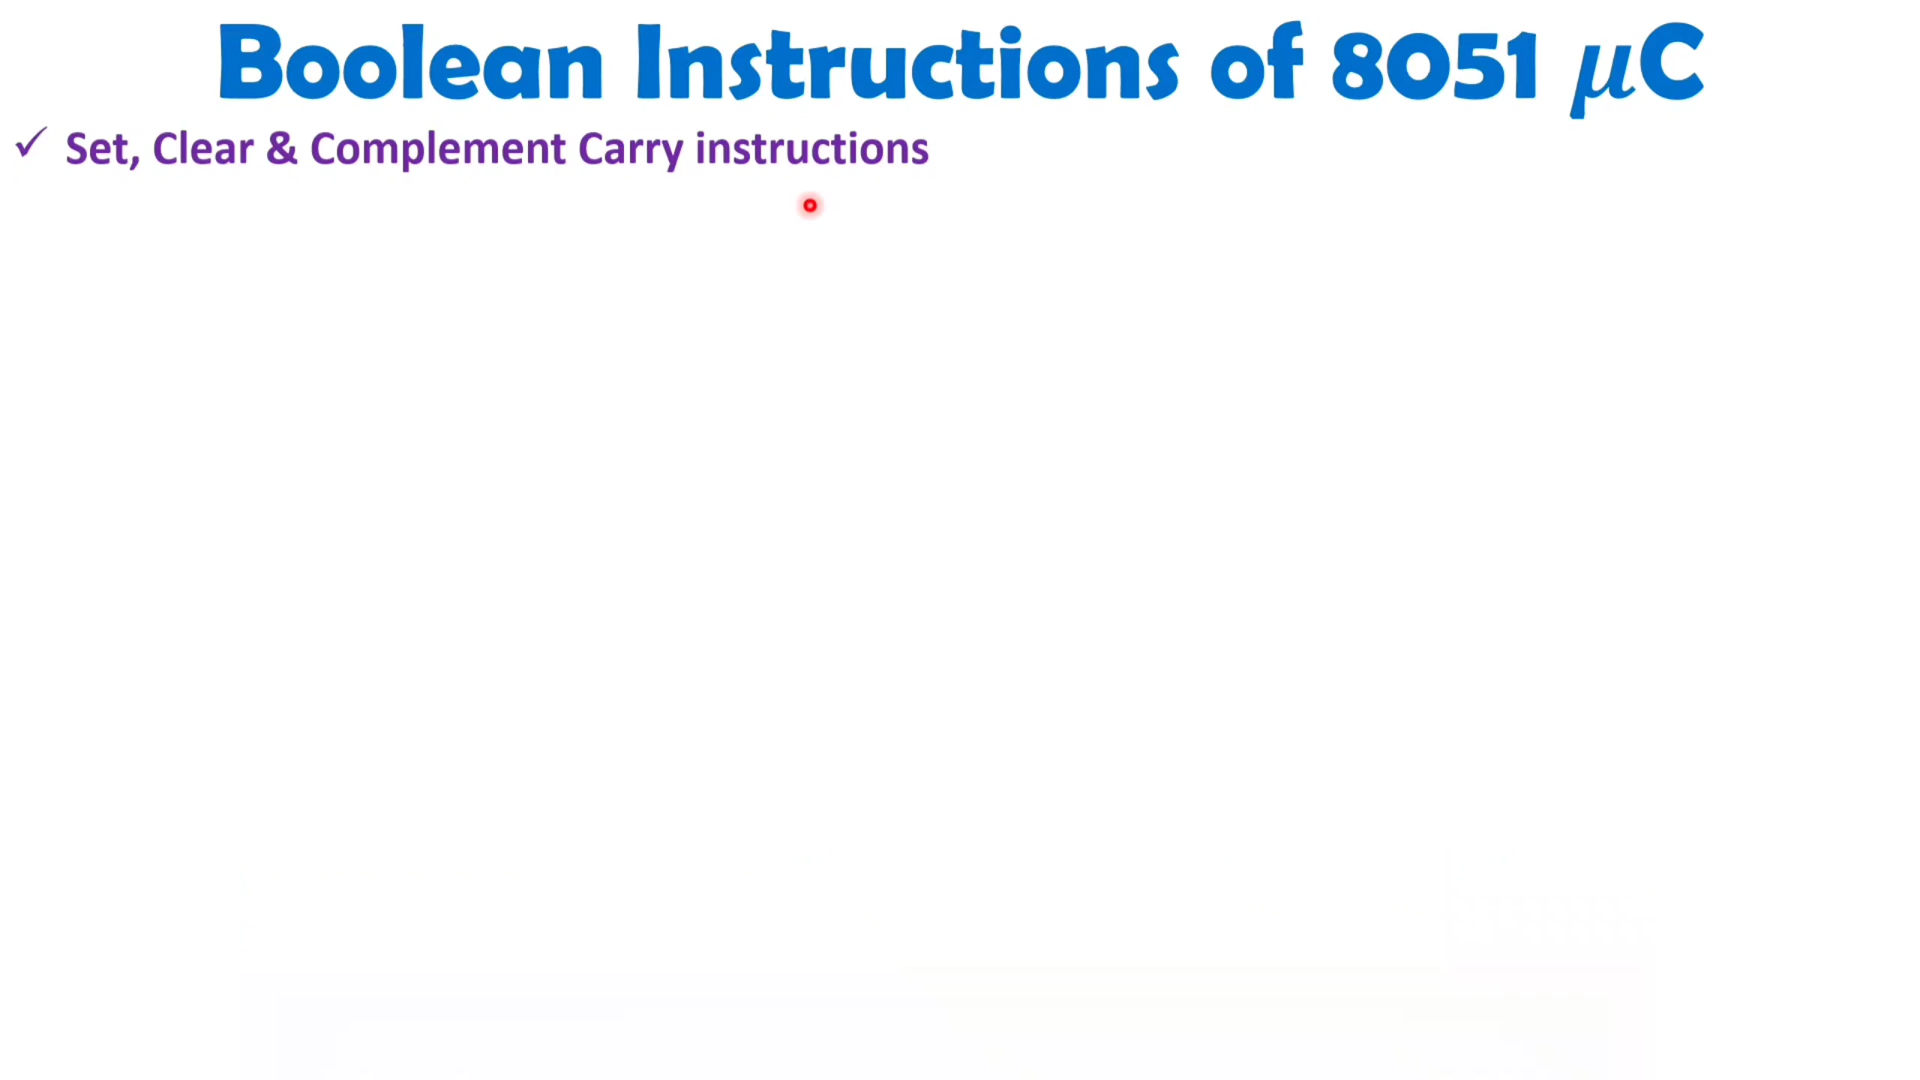 Boolean Instructions of 8051 𝜇C
✓ Set, Clear & Complement Carry instructions